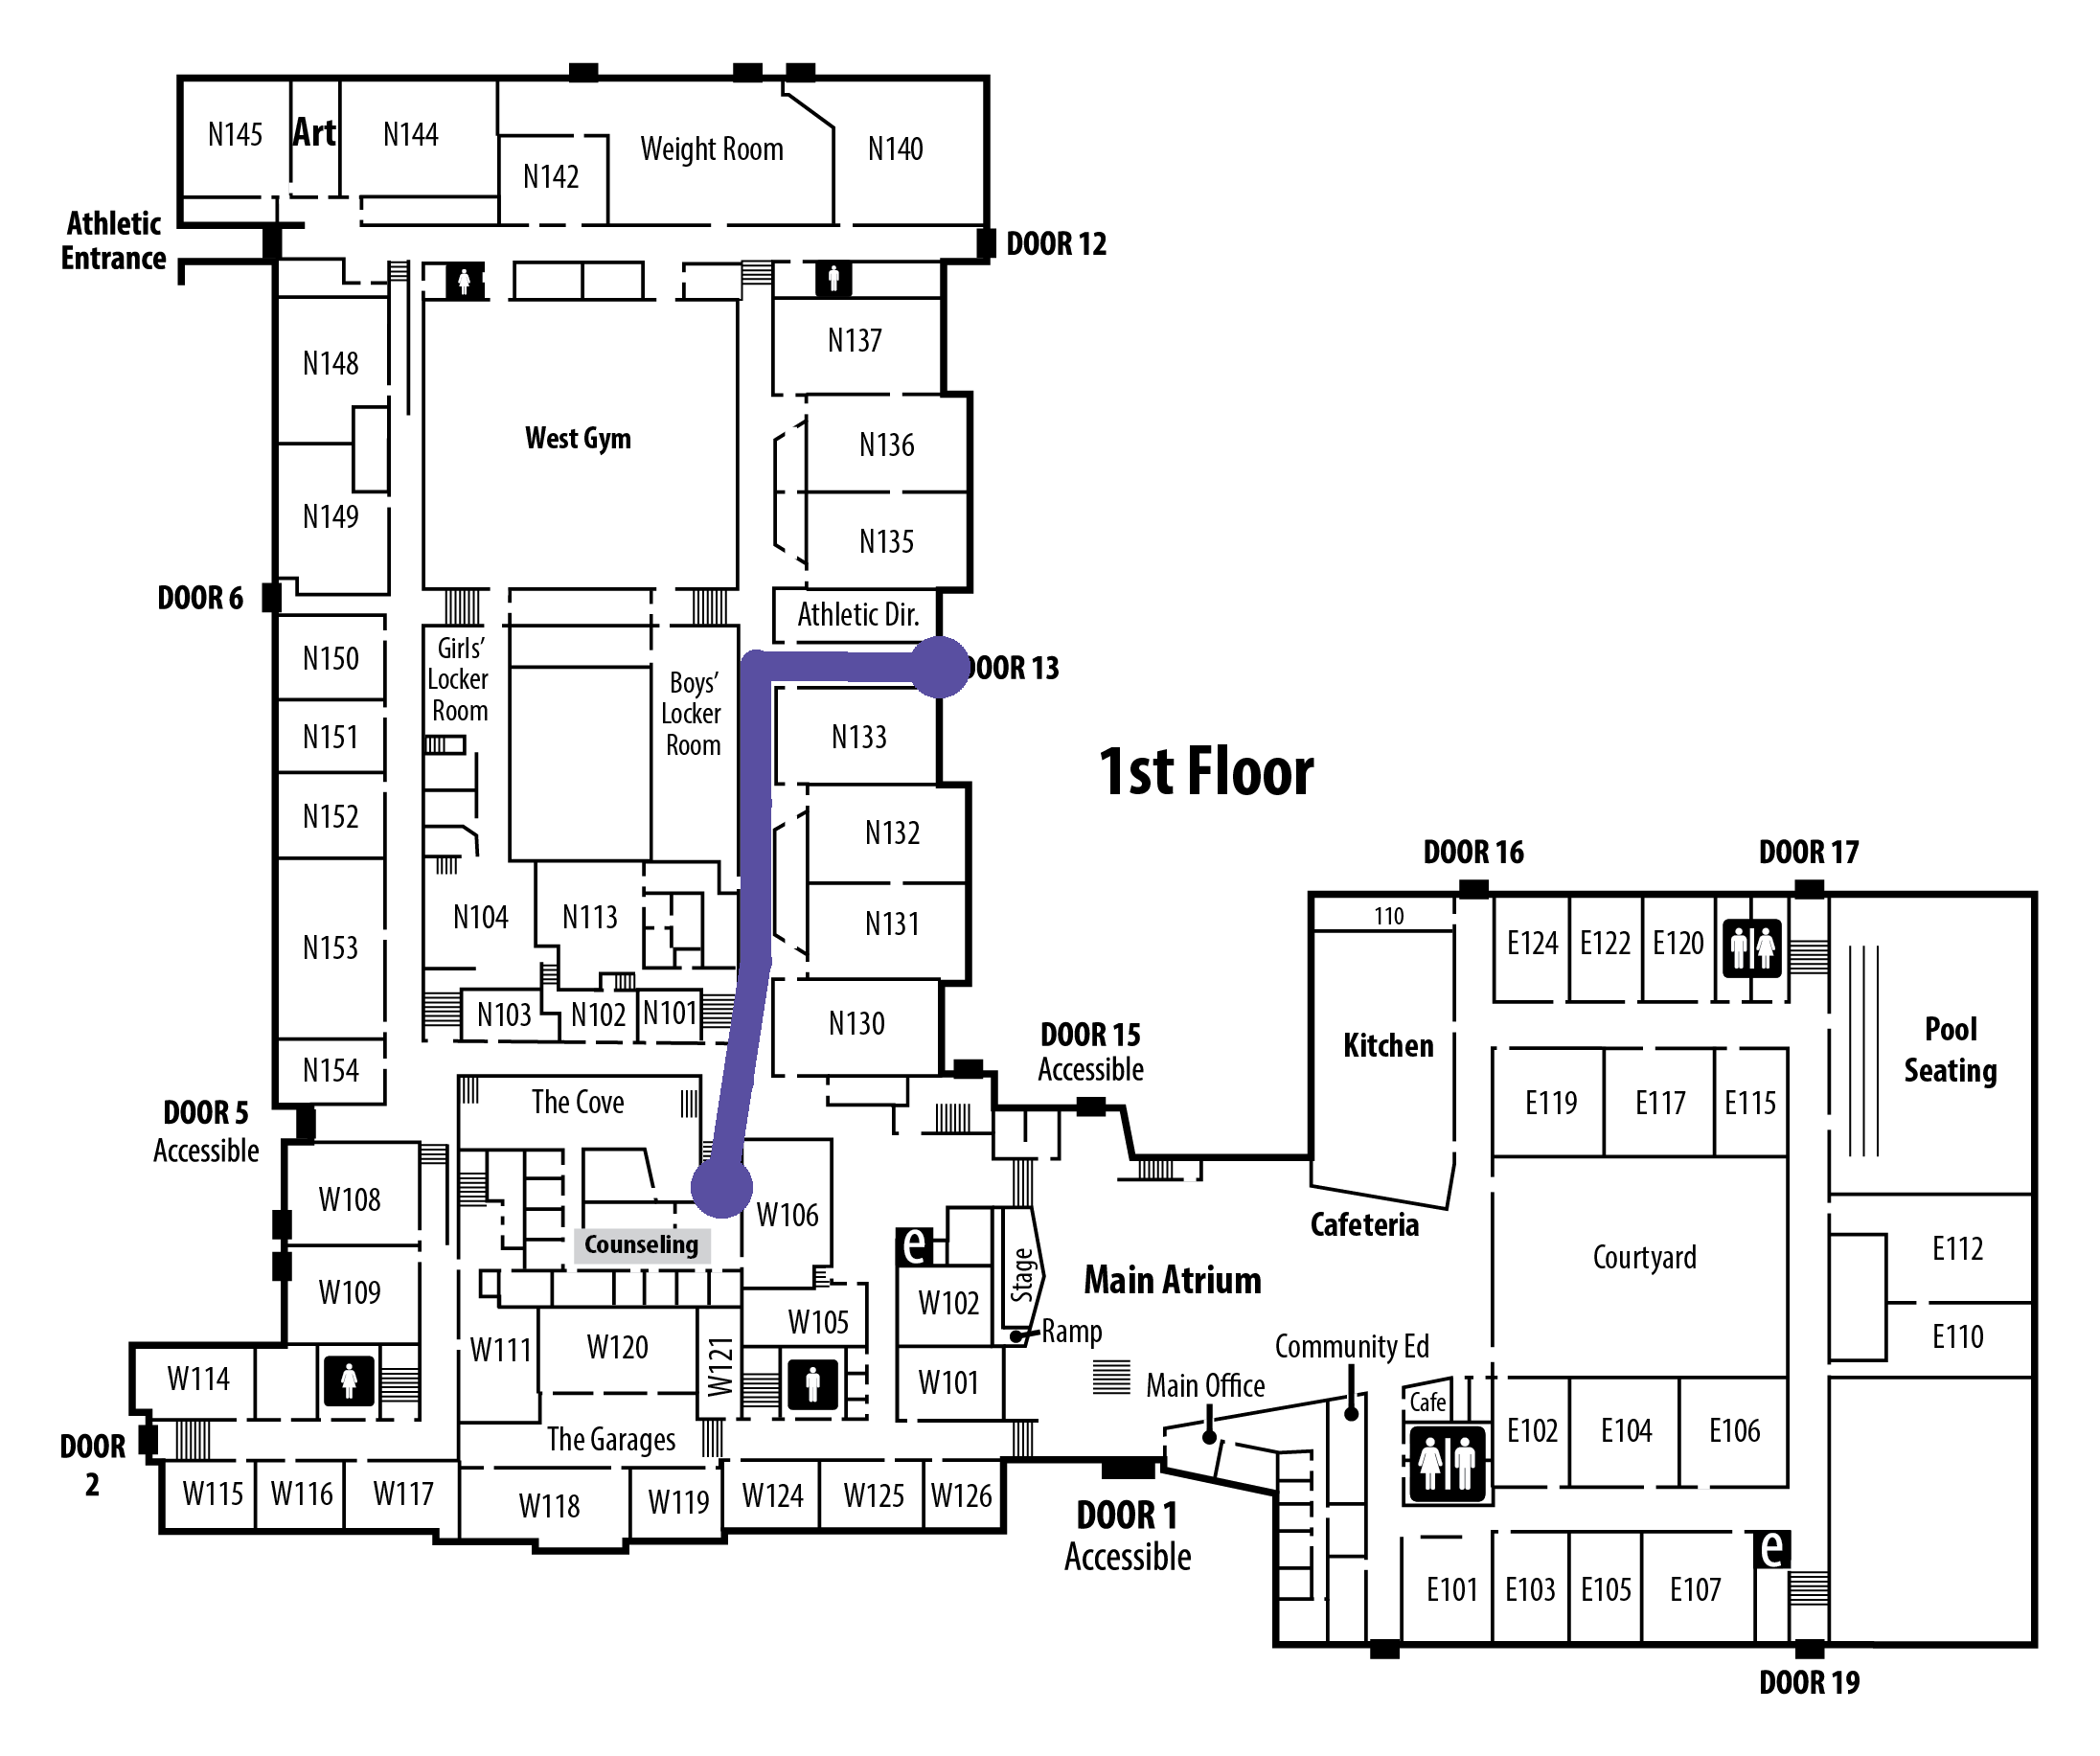 N145
Art
N144
N142
Weight Room
N140
Athletic
Entrance
DOOR 12
N148
N137
West Gym
N136
N149
N135
DOOR 6
Athletic Dir.
N150
Girls'
Locker
Room
Boys'
Locker
Room
DOOR 13
N151
N133
1st Floor
N152
N132
DOOR 16
DOOR 17
N153
N104
N113
N131
110
E124
E122
E120
N103
N102
N101
N130
DOOR 15
Accessible
Kitchen
Pool
Seating
N154
The Cove
E119
E117
E115
DOOR 5
Accessible
W108
W106
Cafeteria
Counseling
e
Stage
Main Atrium
Courtyard
E112
W109
W102
W105
Ramp
E110
W111
W120
W121
Community Ed
W114
W101
Main Office
Cafe
DOOR
2
The Garages
E102
E104
E106
W115
W116
W117
W118
W119
W124
W125
W126
DOOR 1
Accessible
e
E101
E103
E105
E107
DOOR 19